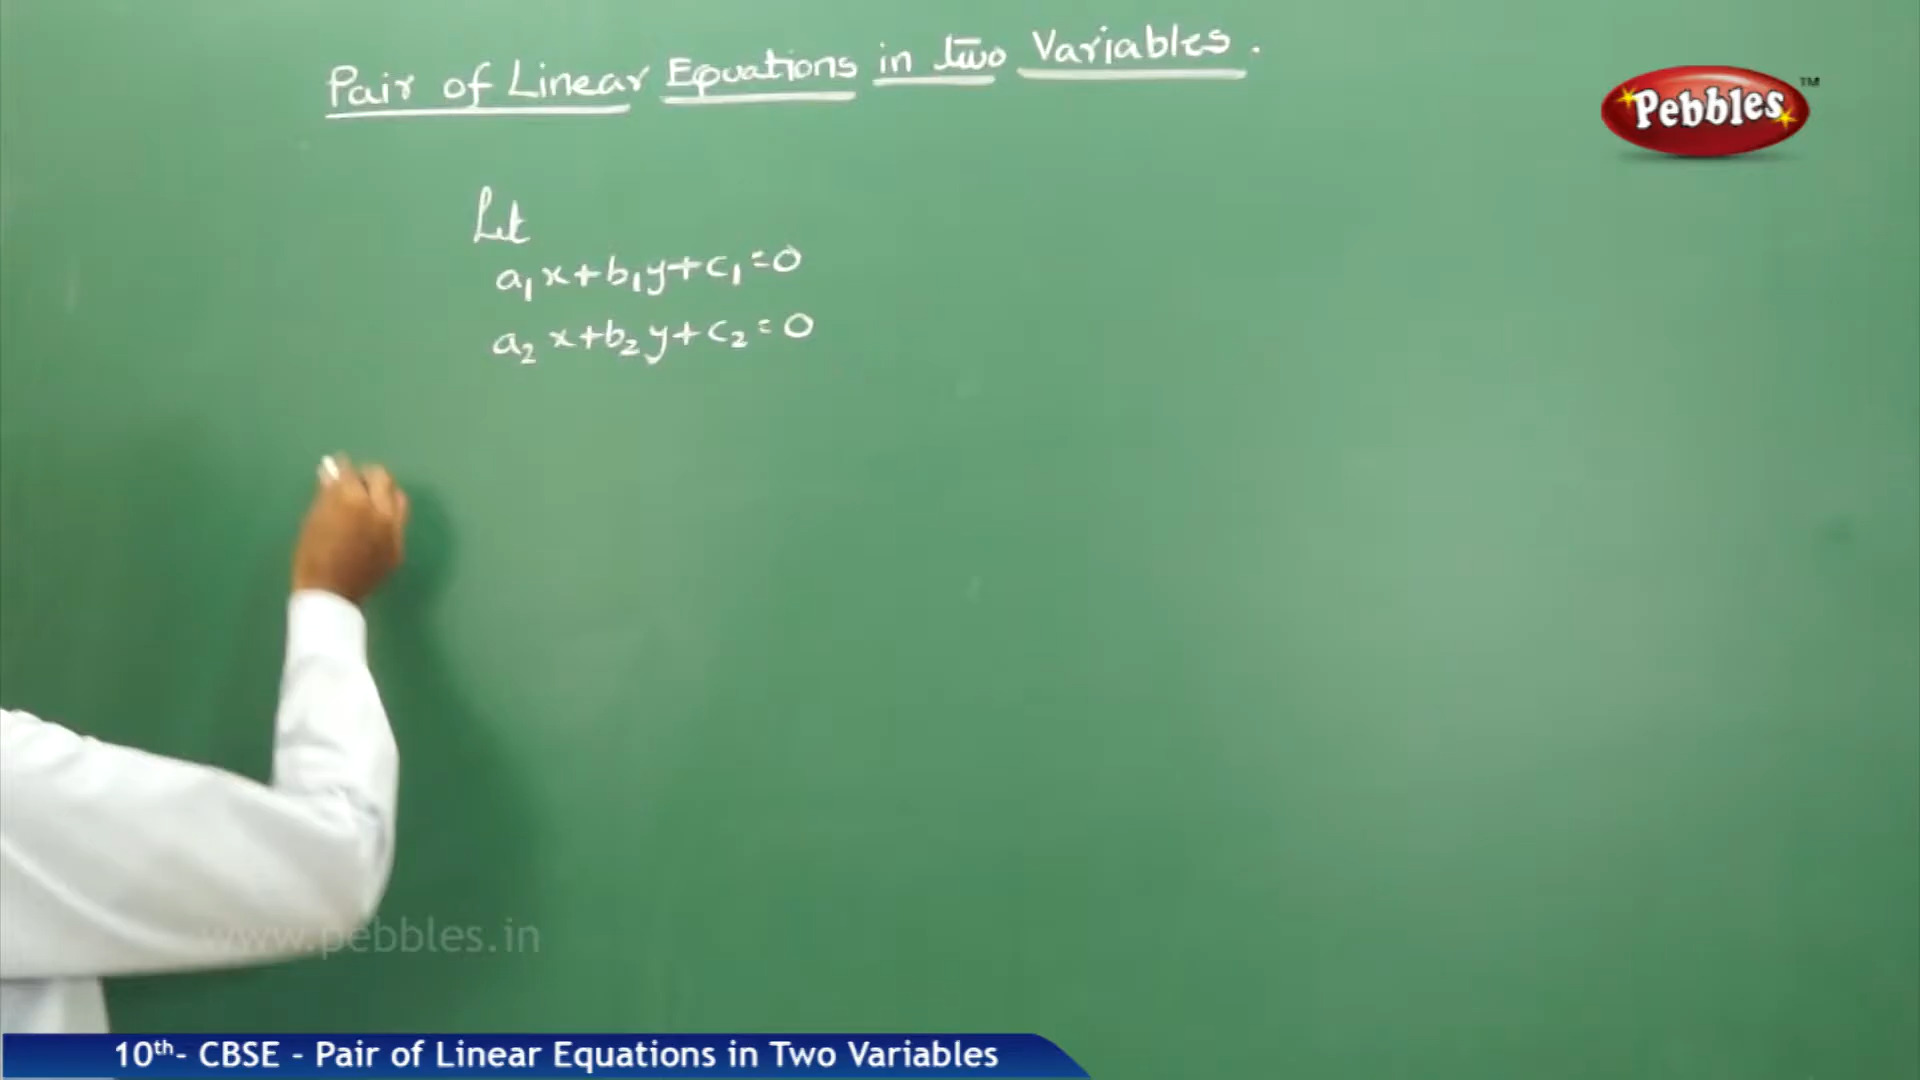 Pair of Linear Equations in two Variables.
Pebbles™
Let
a₁x+b₁y+c₁=0
a₂x+b₂y+c₂=0
www.pebbles.in
10ᵗʰ- CBSE - Pair of Linear Equations in Two Variables